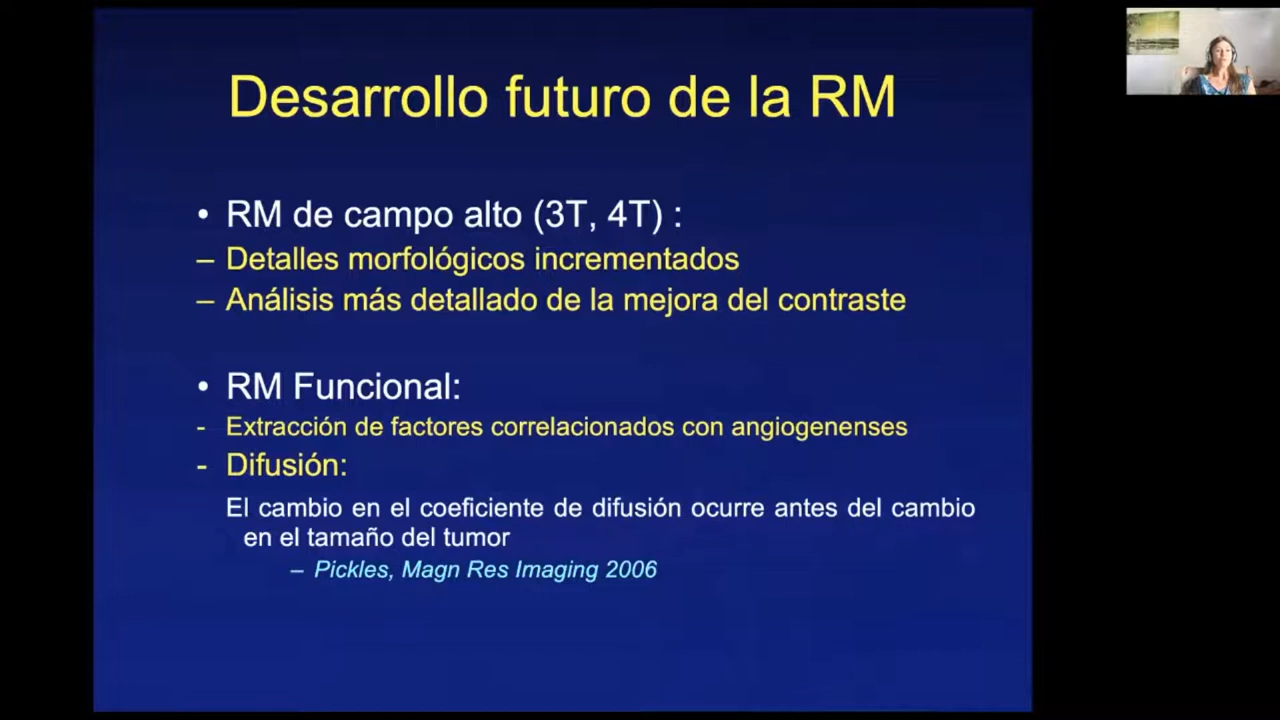 Desarrollo futuro de la RM
• RM de campo alto (3T, 4T) :
– Detalles morfológicos incrementados
– Análisis más detallado de la mejora del contraste
• RM Funcional:
- Extracción de factores correlacionados con angiogenenses
- Difusión:
El cambio en el coeficiente de difusión ocurre antes del cambio
en el tamaño del tumor
– Pickles, Magn Res Imaging 2006